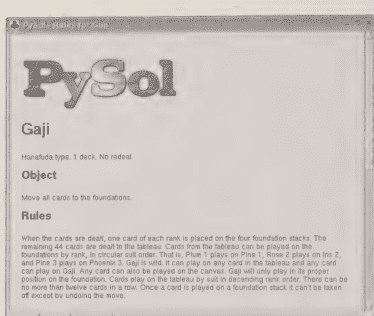 PySol - Rules for Gaji
PySol
Gaji
Hanafuda type. 1 deck. No redeal.
Object
Move all cards to the foundations.
Rules
When the cards are dealt, one card of each rank is placed on the four foundation stacks. The
remaining 44 cards are dealt to the tableau. Cards from the tableau can be played on the
foundations by rank, in circular suit order. That is, Plum 1 plays on Pine 1, Rose 2 plays on Iris 2,
and Pine 3 plays on Phoenix 3. Gaji is wild. It can play on any card in the tableau and any card
can play on Gaji. Any card can also be played on the canvas. Gaji will only play in its proper
position on the foundation. Cards play on the tableau by suit in decending rank order. There can be
no more than twelve cards in a row. Once a card is played on a foundation stack it can't be taken
off except by undoing the move.